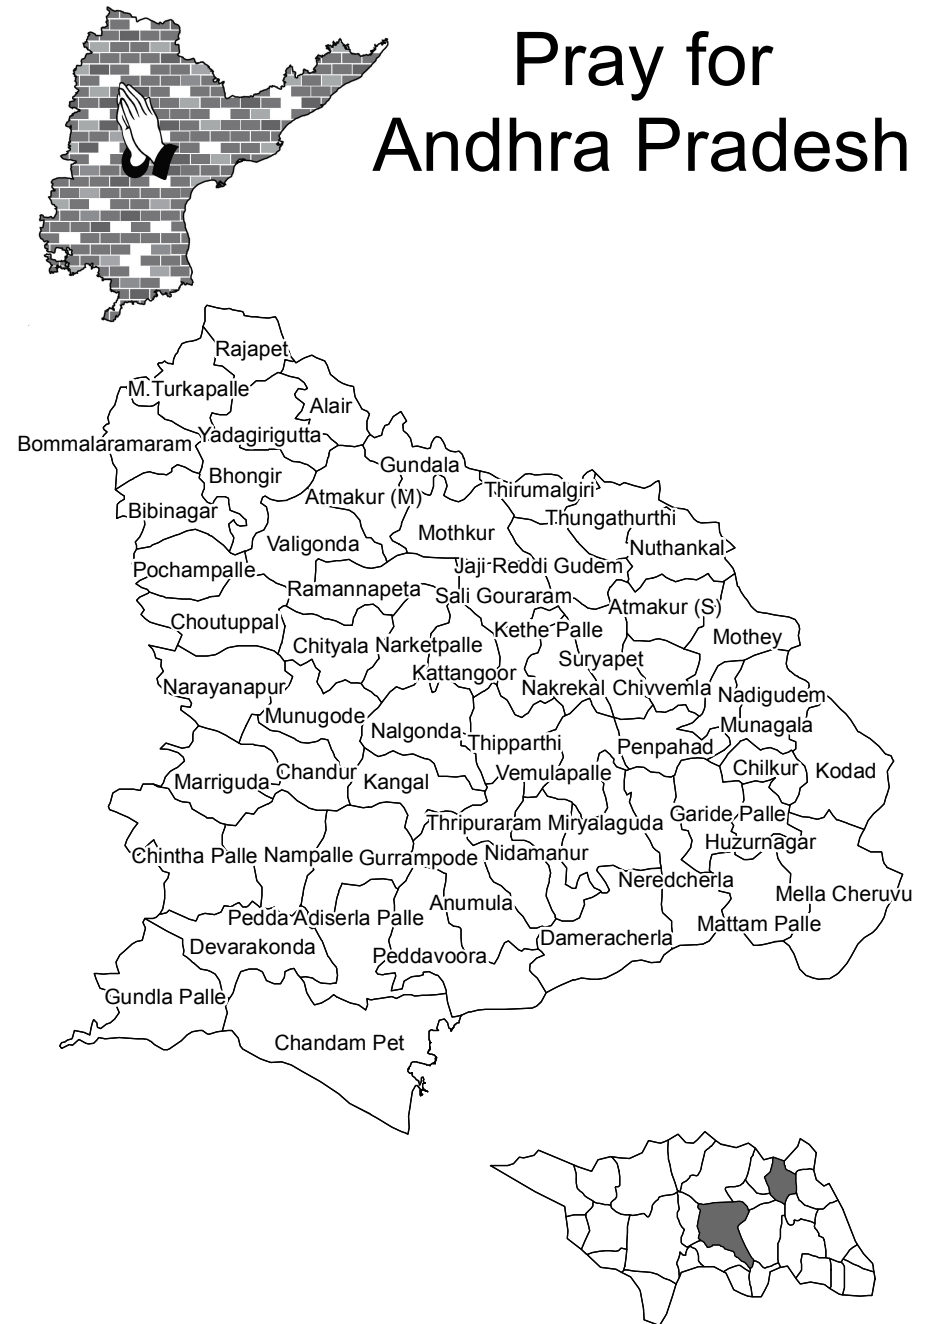 Pray for
Andhra Pradesh
Rajapet
M.Turkapalle
Alair
Yadagirigutta
Bommalaramaram
Gundala
Bhongir
Thirumalgiri
Atmakur (M)
Bibinagar
Thungathurthi
Mothkur
Valigonda
Nuthankal
Jaji Reddi Gudem
Pochampalle
Ramannapeta
Sali Gouraram
Atmakur (S)
Choutuppal
Kethe Palle
Mothey
Chityala
Narketpalle
Suryapet
Kattangoor
Narayanapur
Nakrekal
Chivvemla
Nadigudem
Munugode
Munagala
Nalgonda
Thipparthi
Penpahad
Chandur
Vemulapalle
Chilkur
Kodad
Marriguda
Kangal
Garide Palle
Thripuraram
Miryalaguda
Huzurnagar
Chintha Palle
Nampalle
Gurrampode
Nidamanur
Neredcherla
Mella Cheruvu
Anumula
Pedda Adiserla Palle
Mattam Palle
Devarakonda
Dameracherla
Peddavoora
Gundla Palle
Chandam Pet